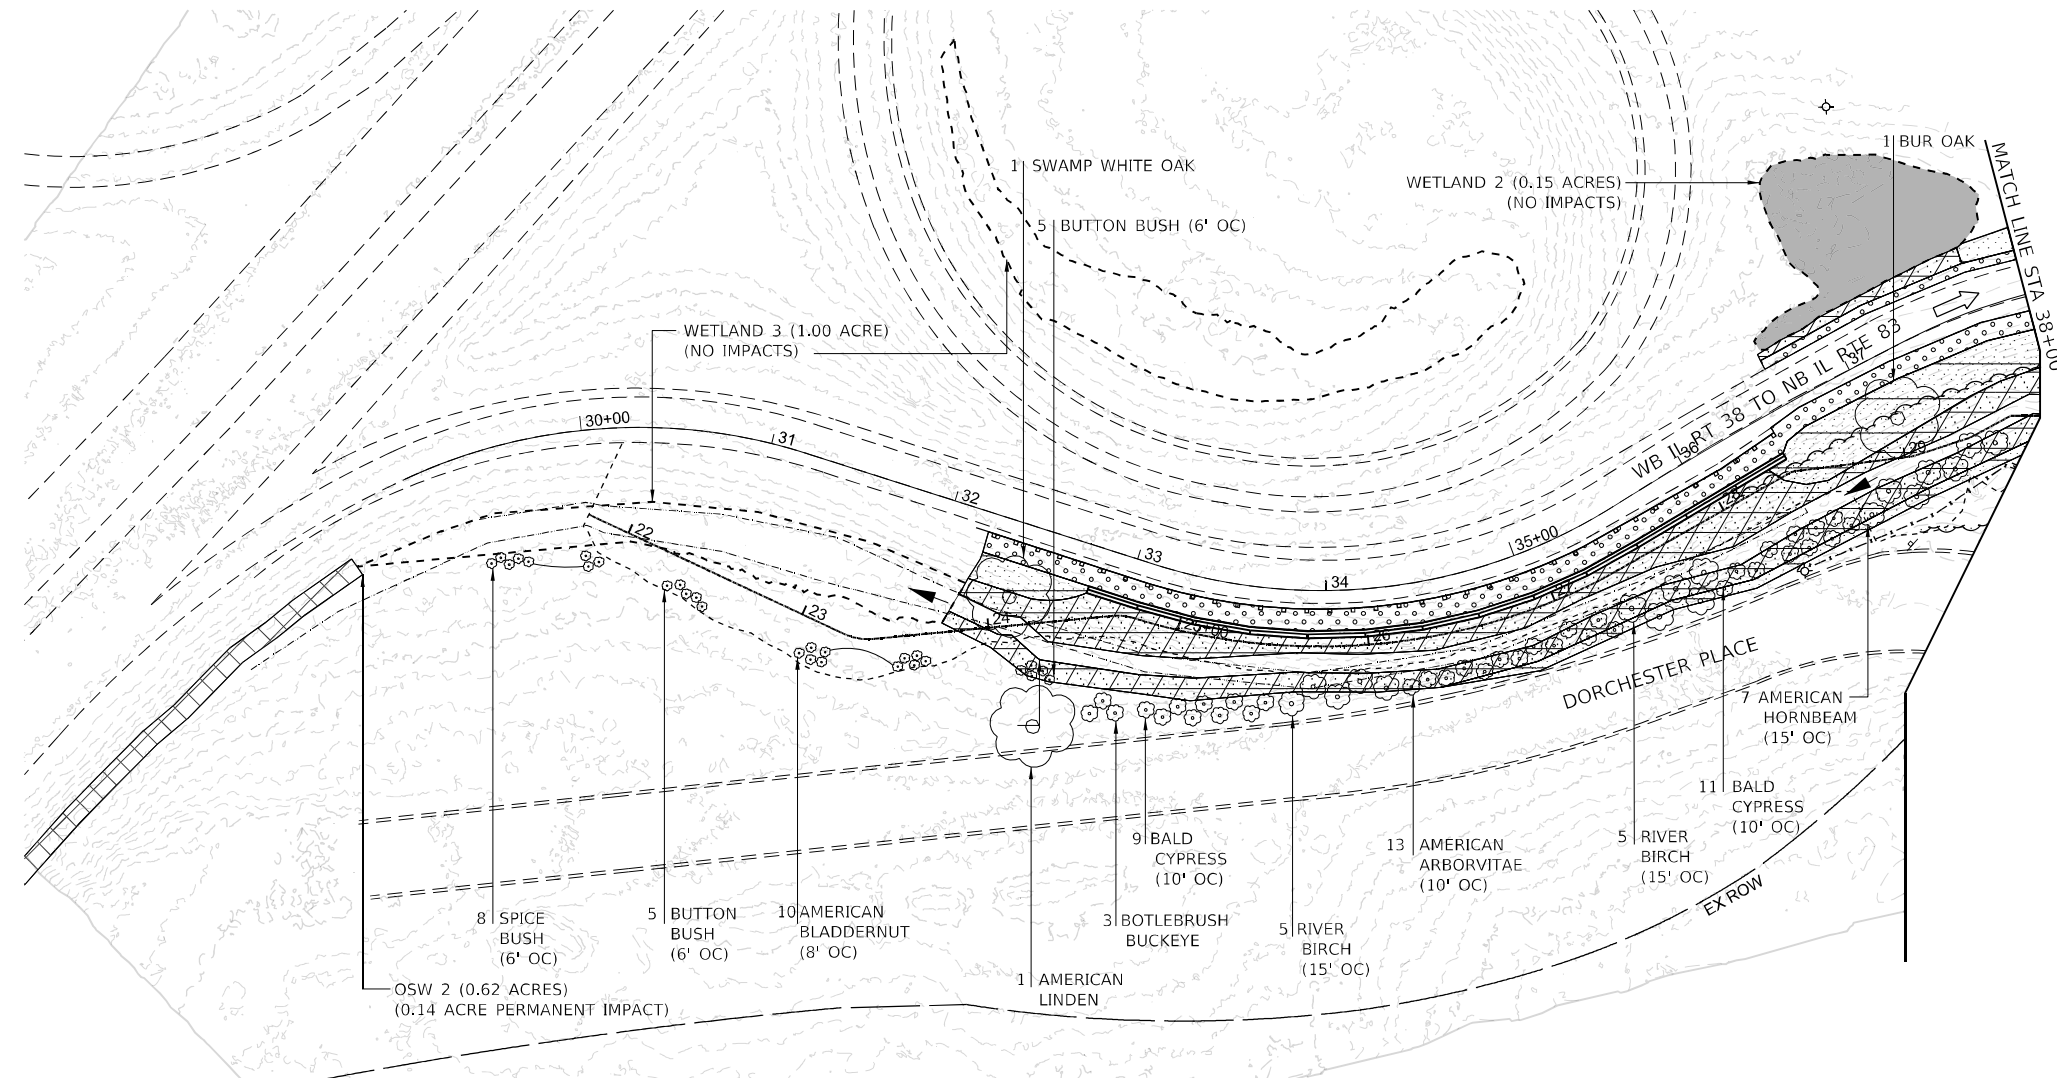 1 BUR OAK
MATCH LINE STA 38+00
1 SWAMP WHITE OAK
WETLAND 2 (0.15 ACRES)
(NO IMPACTS)
5 BUTTON BUSH (6' OC)
WETLAND 3 (1.00 ACRE)
(NO IMPACTS)
WB IL RT 38 TO NB IL RTE 83
37
30+00
31
36
32
29
28
22
33
35+00
34
27
23
24
25+00
26
DORCHESTER PLACE
7 AMERICAN
HORNBEAM
(15' OC)
11 BALD
CYPRESS
(10' OC)
9 BALD
CYPRESS
(10' OC)
13 AMERICAN
ARBORVITAE
(10' OC)
5 RIVER
BIRCH
(15' OC)
EX ROW
8 SPICE
BUSH
(6' OC)
5 BUTTON
BUSH
(6' OC)
10 AMERICAN
BLADDERNUT
(8' OC)
3 BOTLEBRUSH
BUCKEYE
5 RIVER
BIRCH
(15' OC)
1 AMERICAN
LINDEN
OSW 2 (0.62 ACRES)
(0.14 ACRE PERMANENT IMPACT)